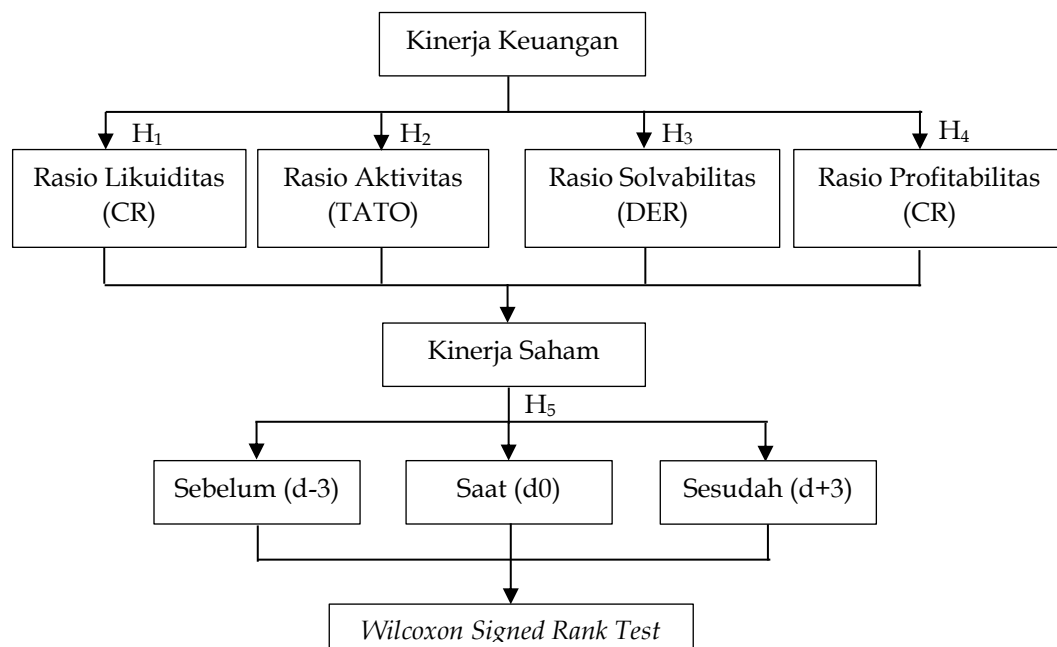 Kinerja Keuangan
H₁
H₂
H₃
H₄
Rasio Likuiditas
(CR)
Rasio Aktivitas
(TATO)
Rasio Solvabilitas
(DER)
Rasio Profitabilitas
(CR)
Kinerja Saham
H₅
Sebelum (d-3)
Saat (d0)
Sesudah (d+3)
Wilcoxon Signed Rank Test